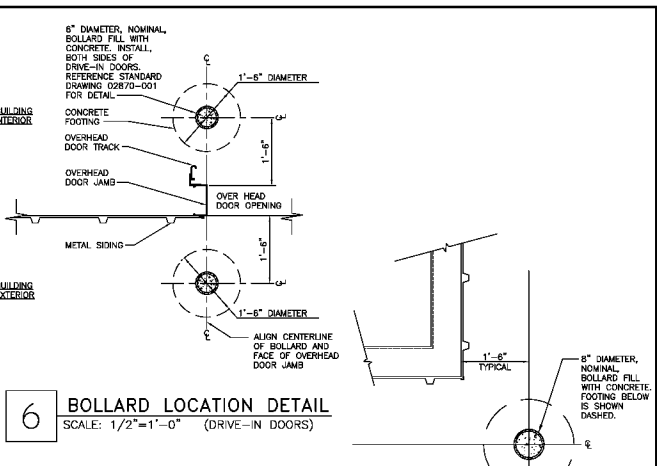 6" DIAMETER, NOMINAL,
BOLLARD FILL WITH
CONCRETE. INSTALL,
BOTH SIDES OF
DRIVE-IN DOORS.
REFERENCE STANDARD
DRAWING 02870-001
FOR DETAIL
1'-6" DIAMETER
CONCRETE
FOOTING
OVERHEAD
DOOR TRACK
1'-6"
OVERHEAD
DOOR JAMB
OVER HEAD
DOOR OPENING
METAL SIDING
1'-6"
1'-6" DIAMETER
ALIGN CENTERLINE
OF BOLLARD AND
FACE OF OVERHEAD
DOOR JAMB
6 BOLLARD LOCATION DETAIL
SCALE: 1/2"=1'-0" (DRIVE-IN DOORS)
1'-6"
TYPICAL
8" DIAMETER,
NOMINAL,
BOLLARD FILL
WITH CONCRETE.
FOOTING BELOW
IS SHOWN
DASHED.